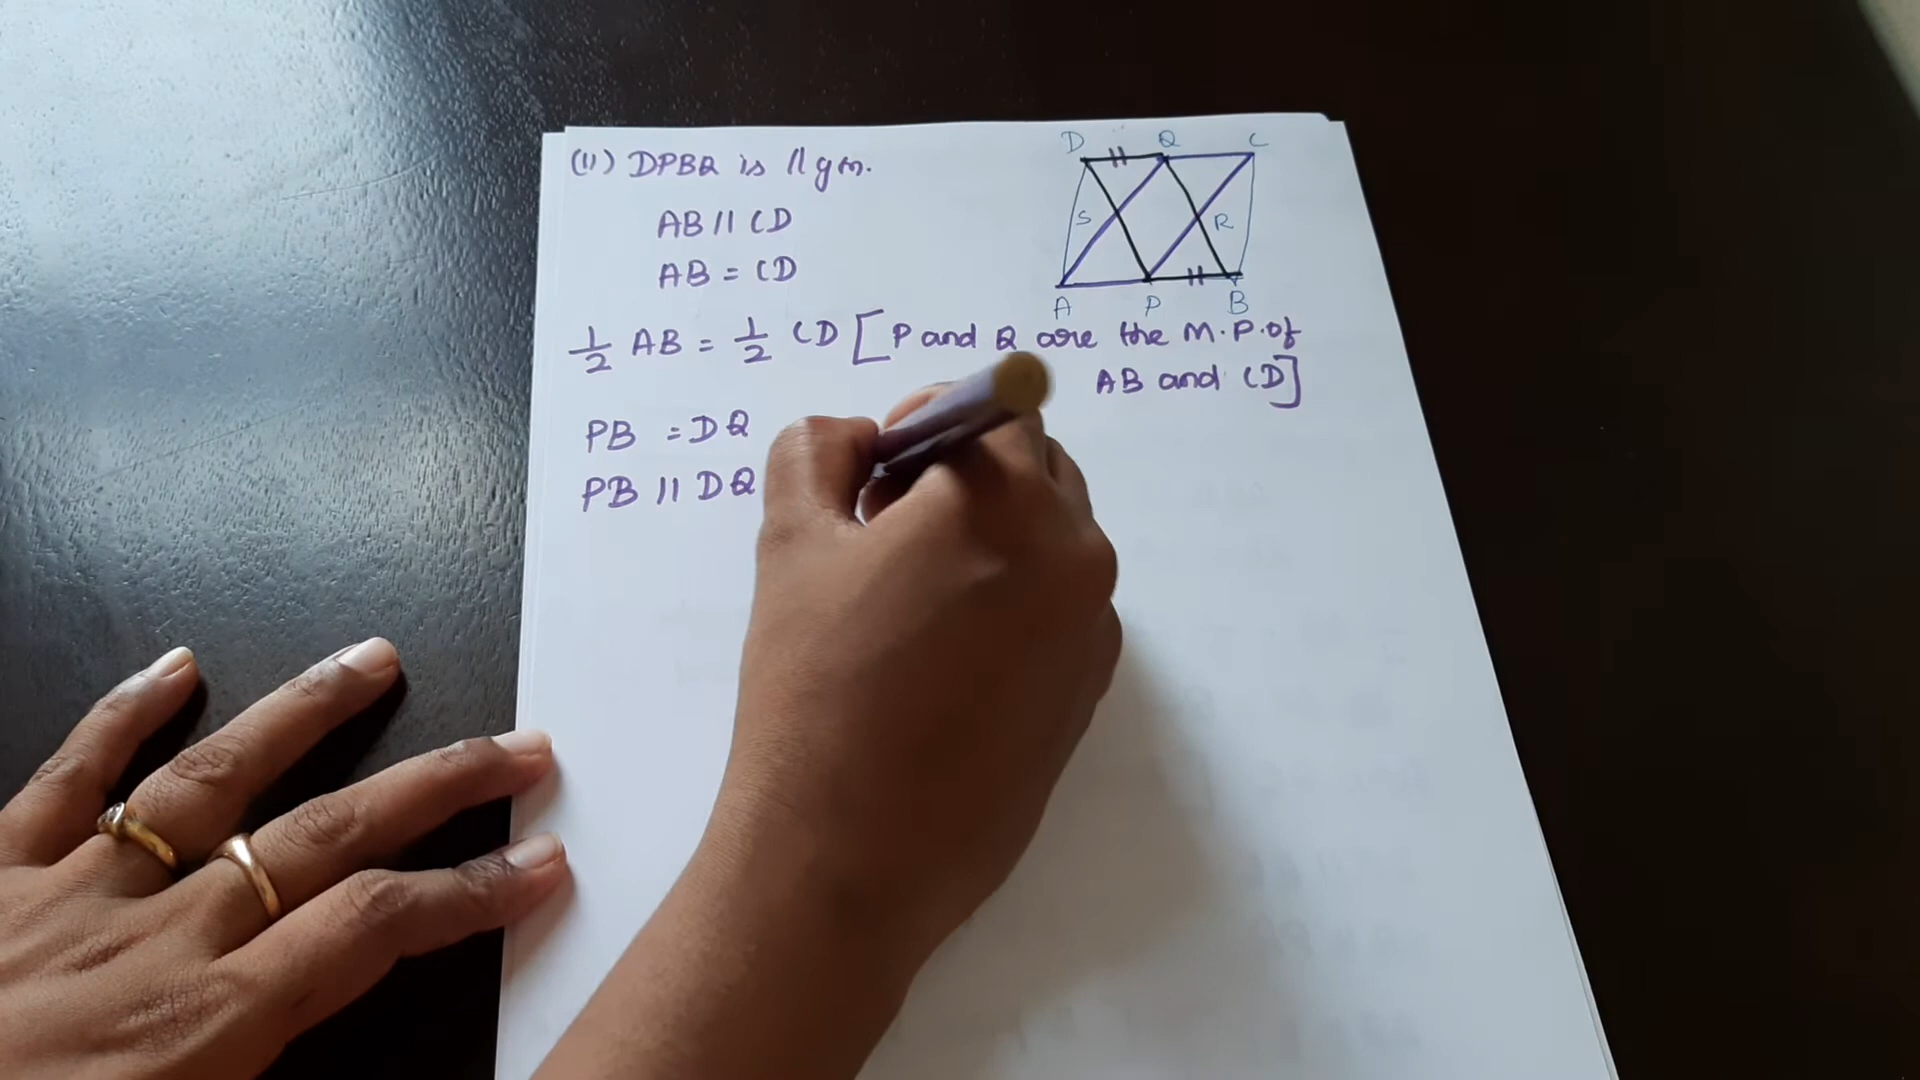 (ii) DPBQ is ||gm.
AB || CD
AB = CD
1/2 AB = 1/2 CD [P and Q are the M.P. of
AB and CD]
PB = DQ
PB || DQ
D Q C
S R
A P B